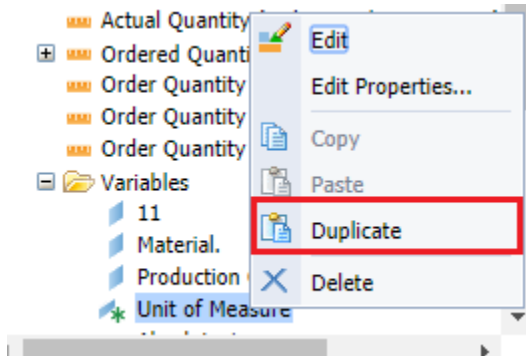 Actual Quantity
Ordered Quanti
Order Quantity
Order Quantity
Order Quantity
Variables
11
Material.
Production
Unit of Measure
Edit
Edit Properties...
Copy
Paste
Duplicate
Delete